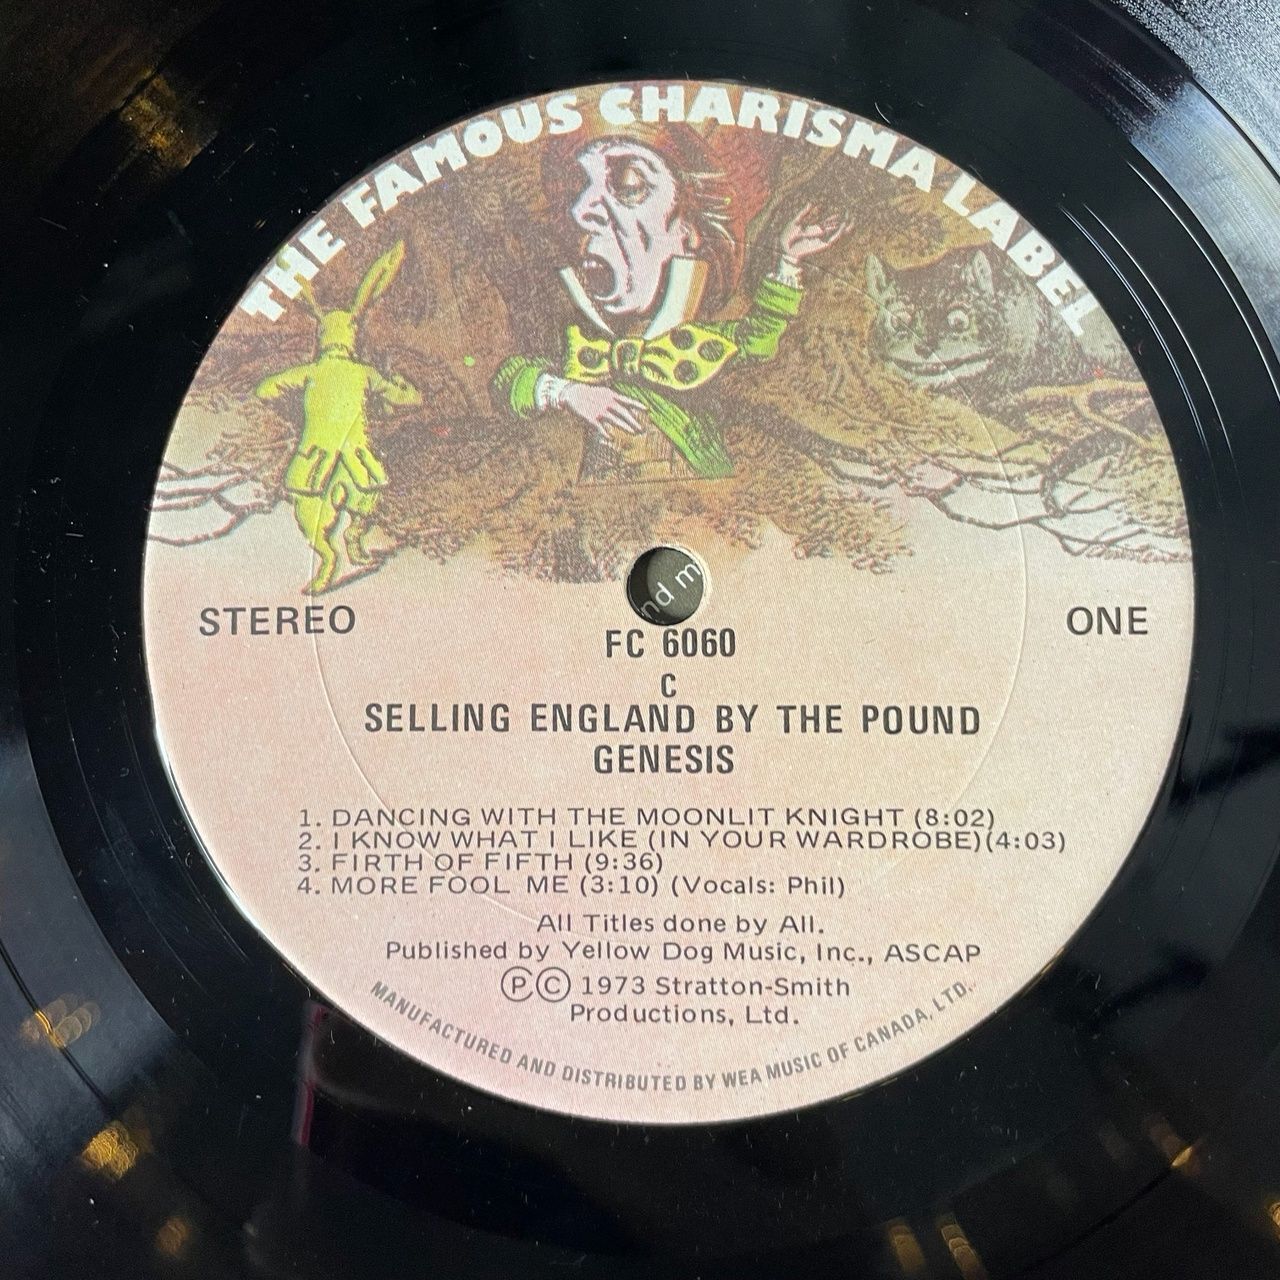 THE FAMOUS CHARISMA LABEL
nd m
STEREO
ONE
FC 6060
C
SELLING ENGLAND BY THE POUND
GENESIS
1. DANCING WITH THE MOONLIT KNIGHT (8:02)
2. I KNOW WHAT I LIKE (IN YOUR WARDROBE)(4:03)
3. FIRTH OF FIFTH (9:36)
4. MORE FOOL ME (3:10) (Vocals: Phil)
All Titles done by All.
Published by Yellow Dog Music, Inc., ASCAP
Ⓟ© 1973 Stratton-Smith
Productions, Ltd.
MANUFACTURED AND DISTRIBUTED BY WEA MUSIC OF CANADA, LTD.